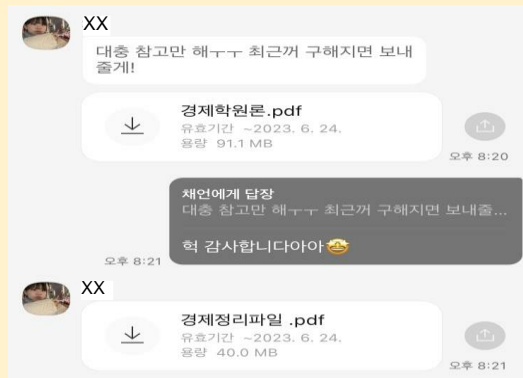 XX
대충 참고만 해ㅜㅜ 최근꺼 구해지면 보내
줄게!
경제학원론.pdf
유효기간 ~2023. 6. 24.
용량 91.1 MB
오후 8:20
채언에게 답장
대충 참고만 해ㅜㅜ 최근꺼 구해지면 보내줄...
헉 감사합니다아아🤩
오후 8:21
XX
경제정리파일 .pdf
유효기간 ~2023. 6. 24.
용량 40.0 MB
오후 8:21